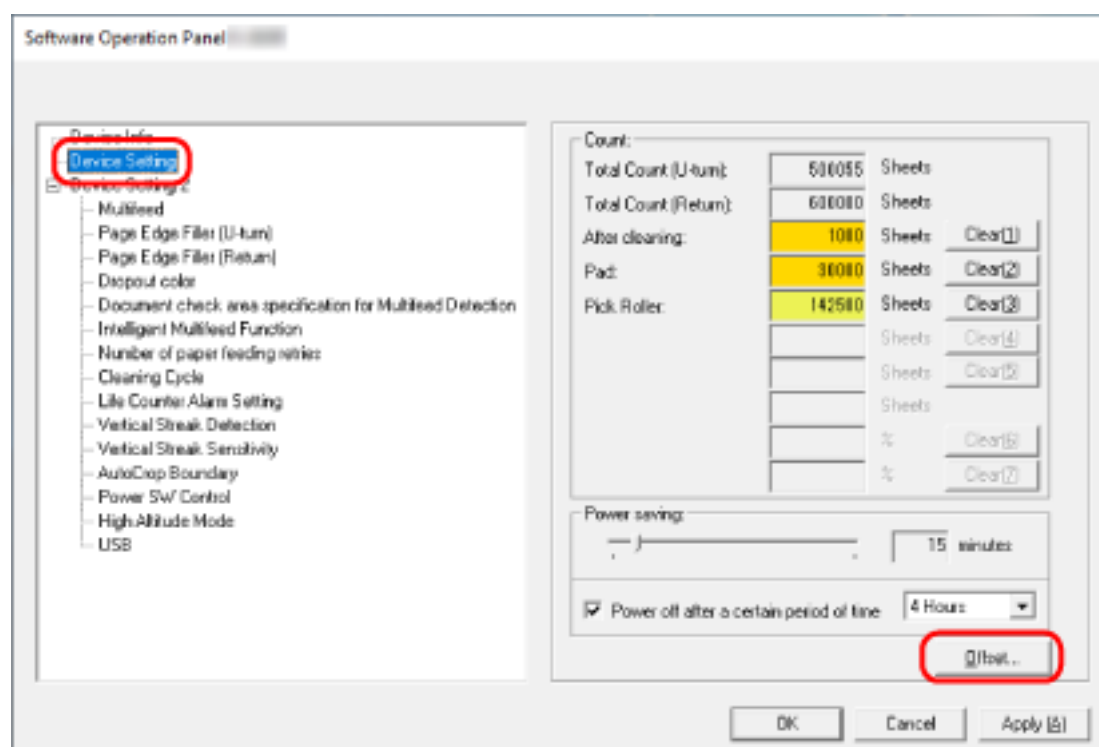 Software Operation Panel
Device Info
Device Setting
Device Setting 2
Multifeed
Page Edge Filler (U-turn)
Page Edge Filler (Return)
Dropout color
Document check area specification for Multifeed Detection
Intelligent Multifeed Function
Number of paper feeding retries
Cleaning Cycle
Life Counter Alarm Setting
Vertical Streak Detection
Vertical Streak Sensitivity
AutoCrop Boundary
Power SW Control
High Altitude Mode
USB
Count:
Total Count (U-turn): 500055 Sheets
Total Count (Return): 600000 Sheets
After cleaning: 1000 Sheets Clear(1)
Pad: 30000 Sheets Clear(2)
Pick Roller: 142500 Sheets Clear(3)
Sheets Clear(4)
Sheets Clear(5)
Sheets
% Clear(6)
% Clear(7)
Power saving:
15 minutes
Power off after a certain period of time 4 Hours
Offset...
OK Cancel Apply (A)